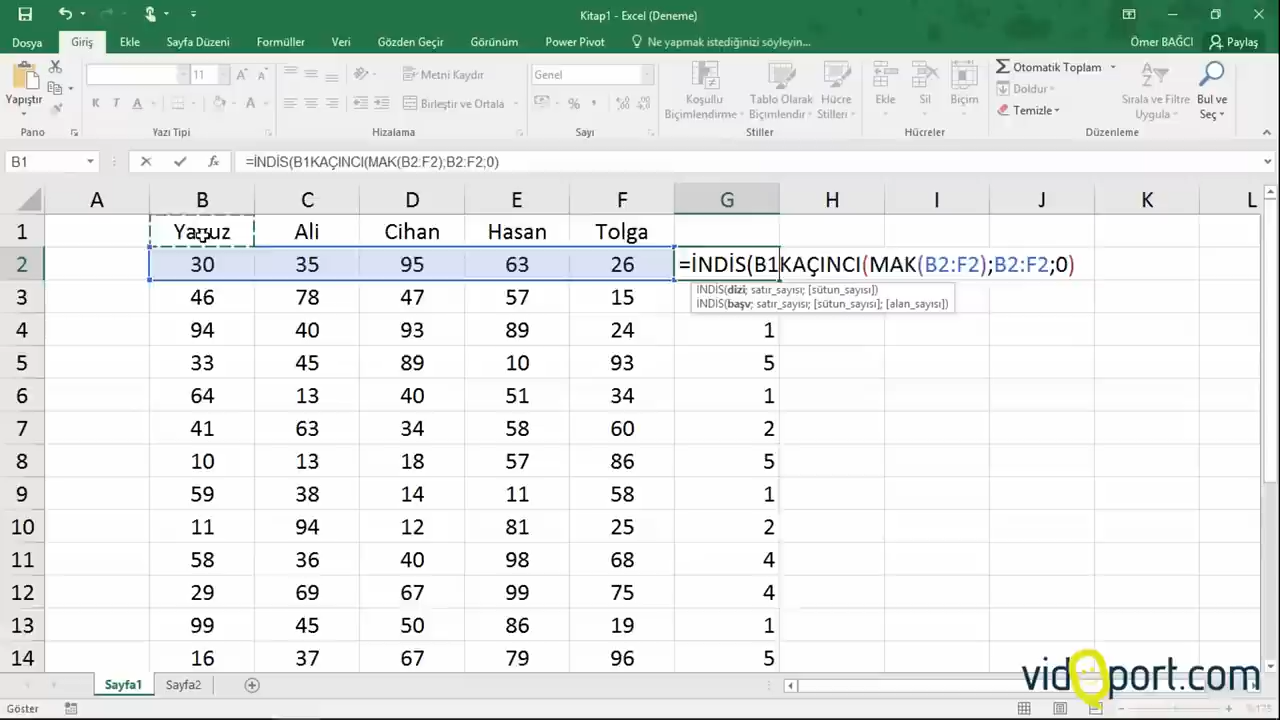 Kitap1 - Excel (Deneme)
Dosya Giriş Ekle Sayfa Düzeni Formüller Veri Gözden Geçir Görünüm Power Pivot Ne yapmak istediğinizi söyleyin... Ömer BAĞCI Paylaş
Yapıştır
11
Metni Kaydır
Birleştir ve Ortala
Genel
Koşullu Biçimlendirme
Tablo Olarak Biçimlendir
Hücre Stilleri
Ekle Sil Biçim
Otomatik Toplam
Doldur
Temizle
Sırala ve Filtre Uygula
Bul ve Seç
Pano Yazı Tipi Hizalama Sayı Stiller Hücreler Düzenleme
B1 =İNDİS(B1KAÇINCI(MAK(B2:F2);B2:F2;0)
A B C D E F G H I J K L
1 Yavuz Ali Cihan Hasan Tolga
2 30 35 95 63 26 =İNDİS(B1KAÇINCI(MAK(B2:F2);B2:F2;0)
İNDİS(dizi; satır_sayısı; [sütun_sayısı])
İNDİS(başv; satır_sayısı; [sütun_sayısı]; [alan_sayısı])
3 46 78 47 57 15
4 94 40 93 89 24 1
5 33 45 89 10 93 5
6 64 13 40 51 34 1
7 41 63 34 58 60 2
8 10 13 18 57 86 5
9 59 38 14 11 58 1
10 11 94 12 81 25 2
11 58 36 40 98 68 4
12 29 69 67 99 75 4
13 99 45 50 86 19 1
14 16 37 67 79 96 5
Sayfa1 Sayfa2
vidoport.com
Göster